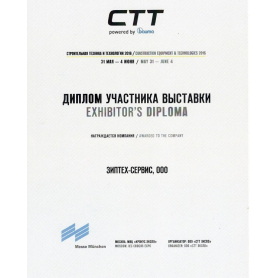 CTT
powered by bauma
СТРОИТЕЛЬНАЯ ТЕХНИКА И ТЕХНОЛОГИИ 2016 / CONSTRUCTION EQUIPMENT & TECHNOLOGIES 2016
31 МАЯ — 4 ИЮНЯ / MAY 31 — JUNE 4
ДИПЛОМ УЧАСТНИКА ВЫСТАВКИ
EXHIBITOR'S DIPLOMA
НАГРАЖДАЕТСЯ КОМПАНИЯ / AWARDED TO THE COMPANY
ЗИПТЕХ-СЕРВИС, ООО
Messe München
МОСКВА, МВЦ «КРОКУС ЭКСПО»
MOSCOW, IEC CROCUS EXPO
ОРГАНИЗАТОР: ООО «СТТ ЭКСПО»
ORGANIZER: OOO «CTT EXPO»